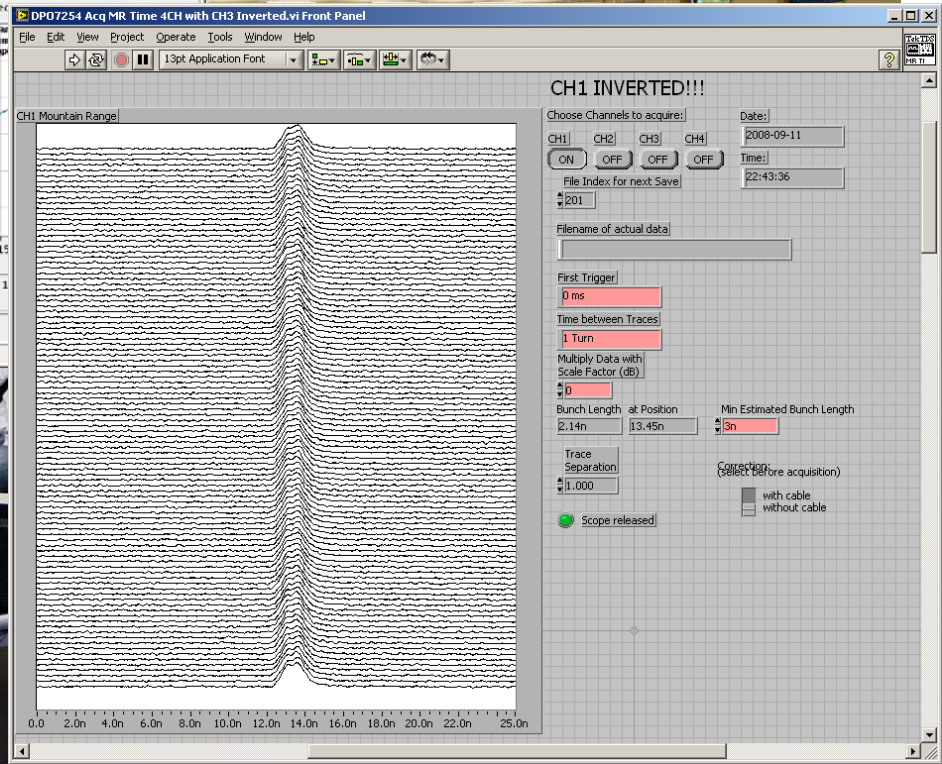 DPO7254 Acq MR Time 4CH with CH3 Inverted.vi Front Panel
File Edit View Project Operate Tools Window Help
13pt Application Font
?
Tek TDS
MR TI
CH1 INVERTED!!!
CH1 Mountain Range
Choose Channels to acquire:
Date:
CH1 CH2 CH3 CH4
2008-09-11
ON OFF OFF OFF
Time:
22:43:36
File Index for next Save
201
Filename of actual data
First Trigger
0 ms
Time between Traces
1 Turn
Multiply Data with
Scale Factor (dB)
0
Bunch Length at Position Min Estimated Bunch Length
2.14n 13.45n 3n
Trace
Separation
1.000
Correction:
(select before acquisition)
with cable
without cable
Scope released
0.0 2.0n 4.0n 6.0n 8.0n 10.0n 12.0n 14.0n 16.0n 18.0n 20.0n 22.0n 25.0n